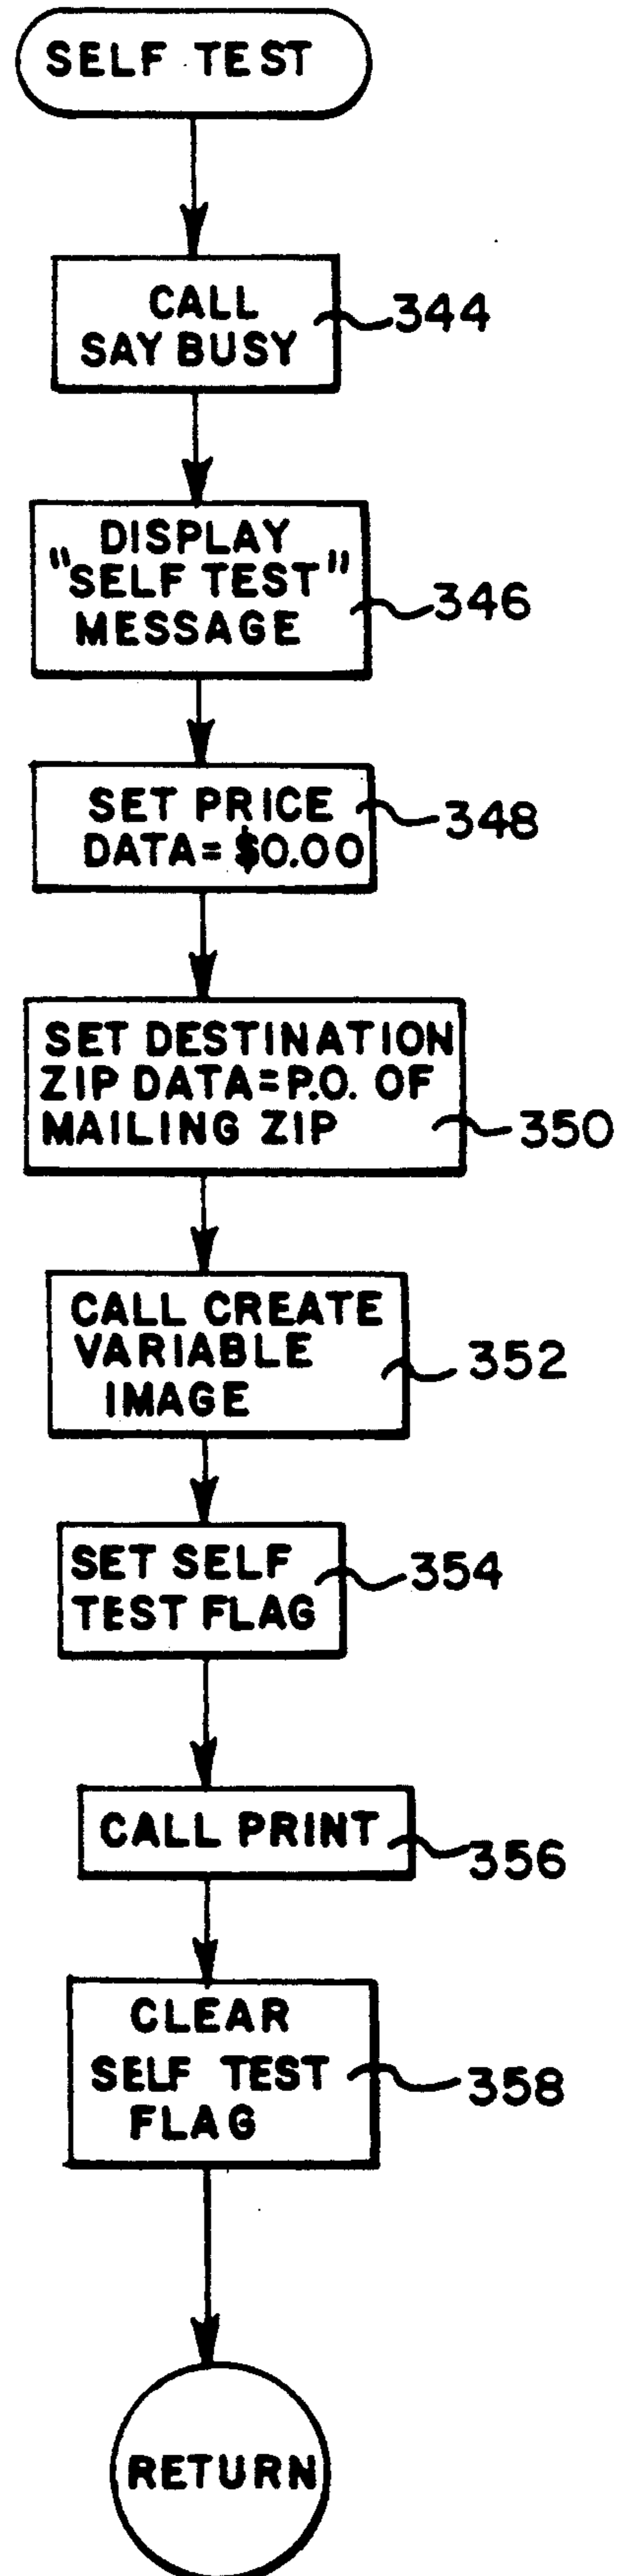 SELF TEST
CALL
SAY BUSY
344
DISPLAY
"SELF TEST"
MESSAGE
346
SET PRICE
DATA= $0.00
348
SET DESTINATION
ZIP DATA=P.O. OF
MAILING ZIP
350
CALL CREATE
VARIABLE
IMAGE
352
SET SELF
TEST FLAG
354
CALL PRINT
356
CLEAR
SELF TEST
FLAG
358
RETURN